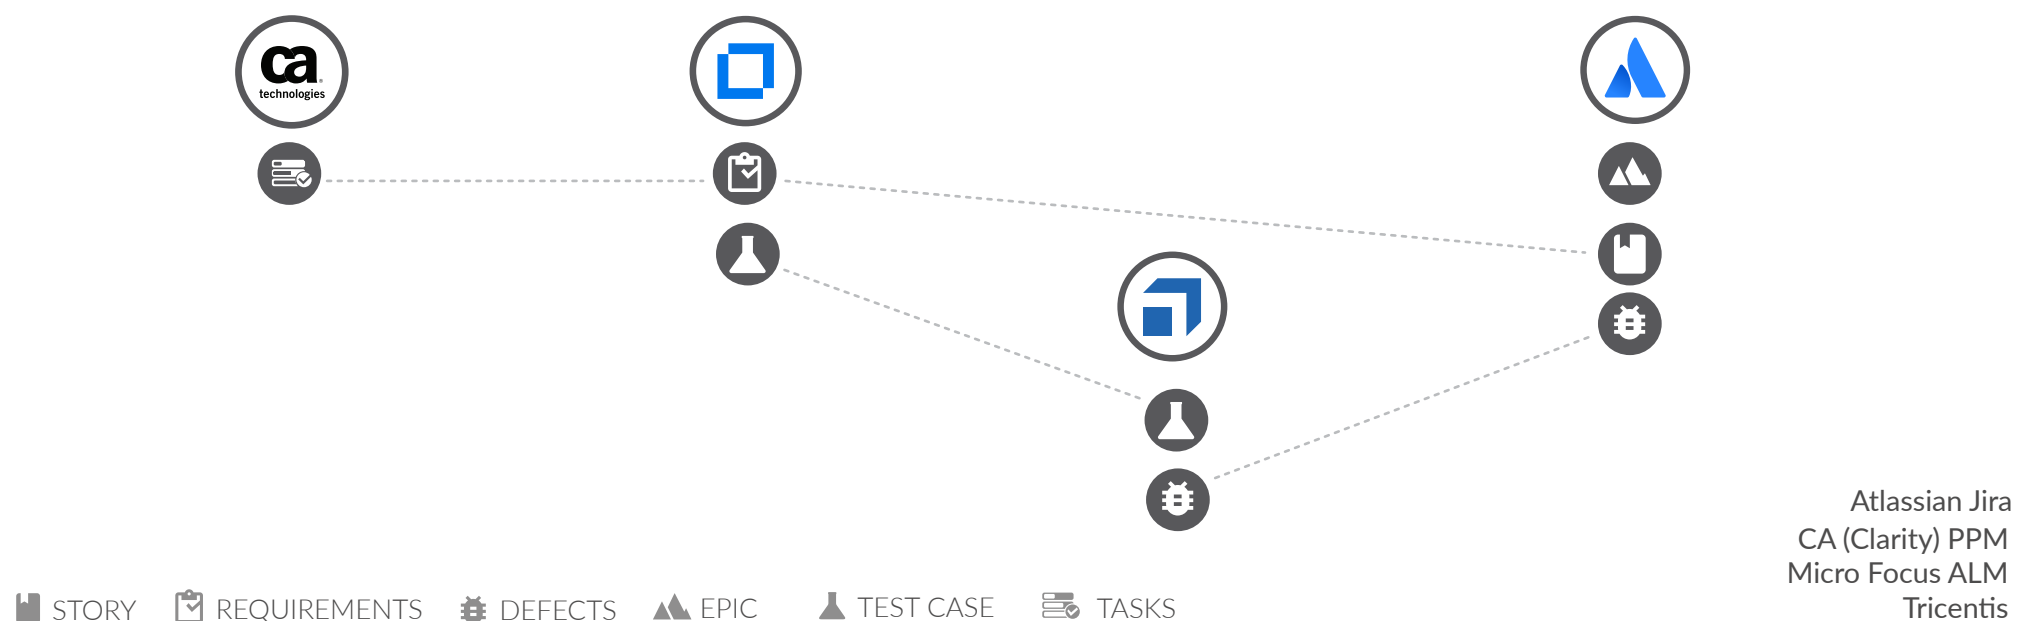 ca
technologies
Atlassian Jira
CA (Clarity) PPM
Micro Focus ALM
Tricentis
STORY REQUIREMENTS DEFECTS EPIC TEST CASE TASKS